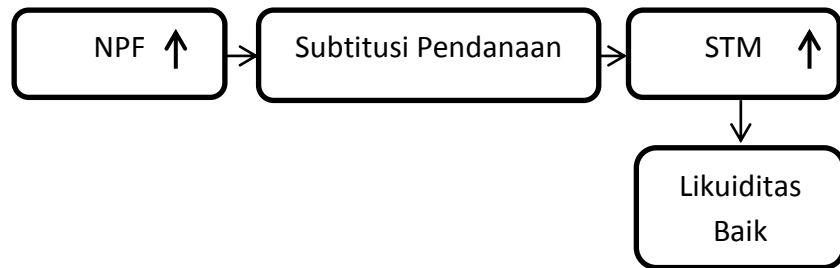 NPF
Subtitusi Pendanaan
STM
Likuiditas
Baik